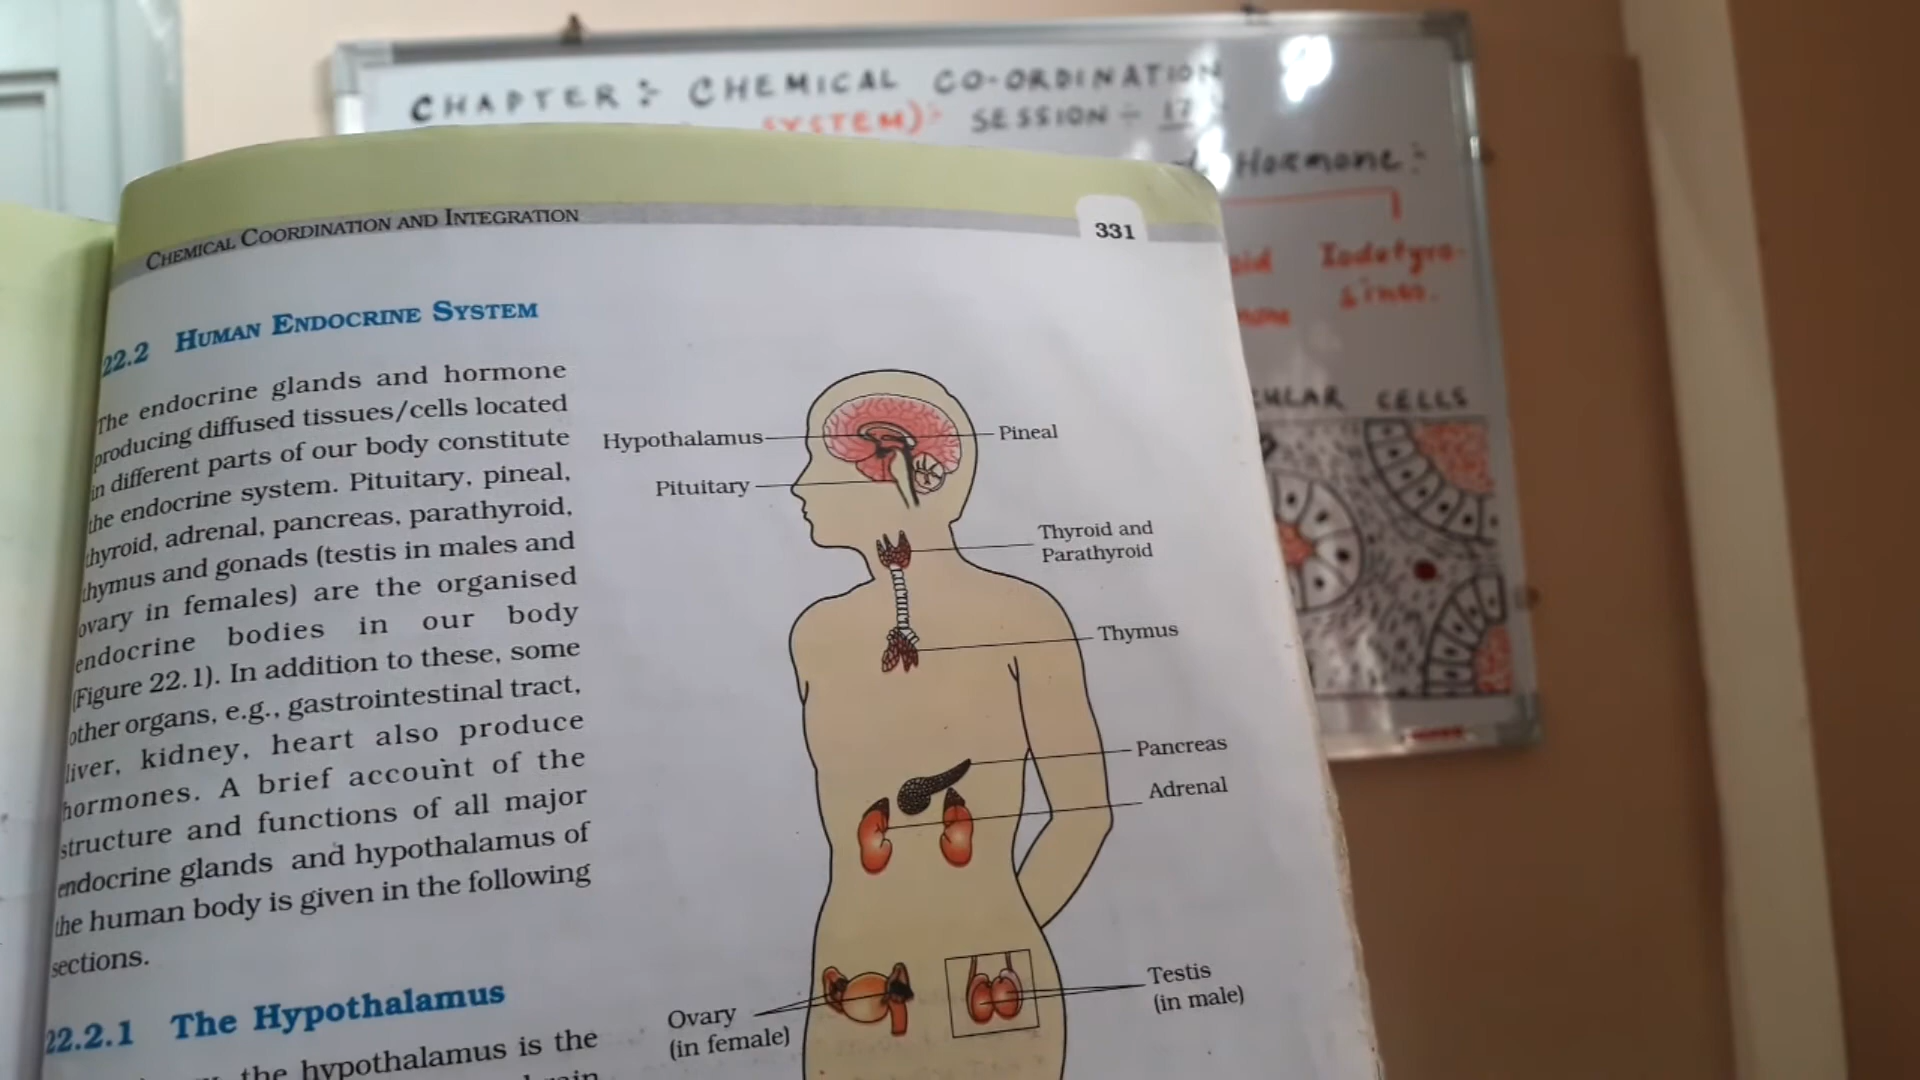 CHAPTER :- CHEMICAL CO-ORDINATION
SYSTEM):- SESSION - 17
Hormone :-
Iodotyro-
sines.
CELLS
CHEMICAL COORDINATION AND INTEGRATION
331
22.2 HUMAN ENDOCRINE SYSTEM
The endocrine glands and hormone
producing diffused tissues/cells located
in different parts of our body constitute
the endocrine system. Pituitary, pineal,
thyroid, adrenal, pancreas, parathyroid,
thymus and gonads (testis in males and
ovary in females) are the organised
endocrine bodies in our body
(Figure 22.1). In addition to these, some
other organs, e.g., gastrointestinal tract,
liver, kidney, heart also produce
hormones. A brief account of the
structure and functions of all major
endocrine glands and hypothalamus of
the human body is given in the following
sections.
22.2.1 The Hypothalamus
the hypothalamus is the
Hypothalamus
Pineal
Pituitary
Thyroid and
Parathyroid
Thymus
Pancreas
Adrenal
Ovary
(in female)
Testis
(in male)